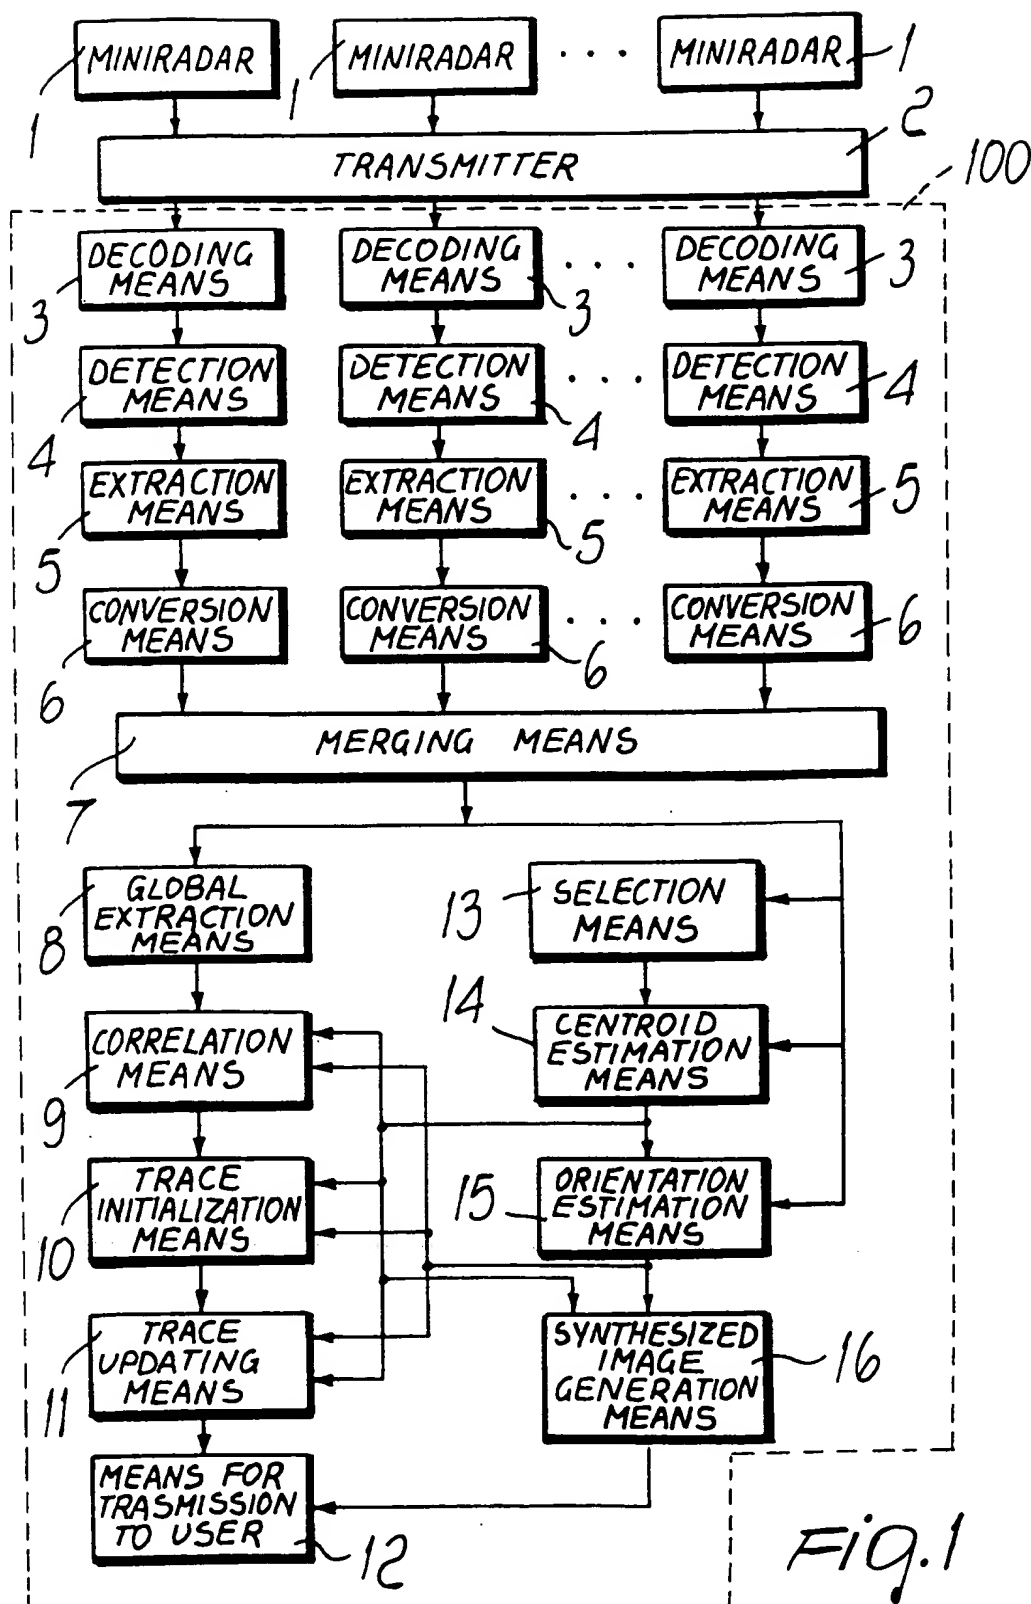 MINIRADAR
MINIRADAR
. . .
MINIRADAR
1
1
1
TRANSMITTER
2
100
DECODING
MEANS
DECODING
MEANS
. . . .
DECODING
MEANS
3
3
3
DETECTION
MEANS
DETECTION
MEANS
. . . .
DETECTION
MEANS
4
4
4
EXTRACTION
MEANS
EXTRACTION
MEANS
. . . .
EXTRACTION
MEANS
5
5
5
CONVERSION
MEANS
CONVERSION
MEANS
. . . .
CONVERSION
MEANS
6
6
6
MERGING MEANS
7
GLOBAL
EXTRACTION
MEANS
8
13
SELECTION
MEANS
CORRELATION
MEANS
9
14
CENTROID
ESTIMATION
MEANS
TRACE
INITIALIZATION
MEANS
10
15
ORIENTATION
ESTIMATION
MEANS
TRACE
UPDATING
MEANS
11
SYNTHESIZED
IMAGE
GENERATION
MEANS
16
MEANS FOR
TRASMISSION
TO USER
12
Fig.1